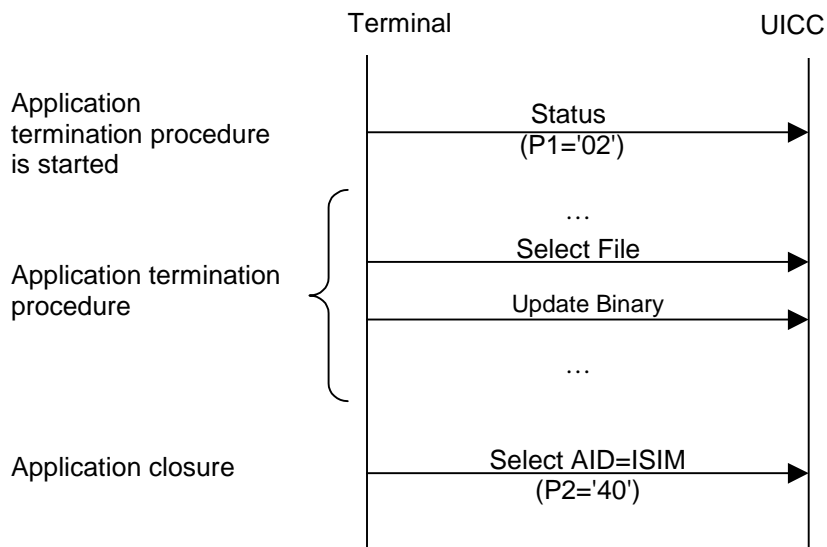 Terminal
UICC
Application
termination procedure
is started
Status
(P1='02')
…
Select File
Application termination
procedure
Update Binary
…
Application closure
Select AID=ISIM
(P2='40')